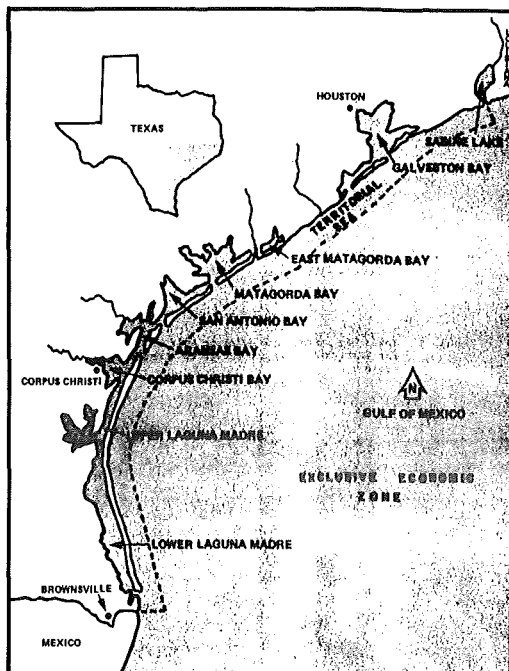 HOUSTON
TEXAS
SABINE LAKE
GALVESTON BAY
TERRITORIAL
SEA
EAST MATAGORDA BAY
MATAGORDA BAY
SAN ANTONIO BAY
ARANSAS BAY
CORPUS CHRISTI
CORPUS CHRISTI BAY
N
GULF OF MEXICO
UPPER LAGUNA MADRE
EXCLUSIVE ECONOMIC
ZONE
LOWER LAGUNA MADRE
BROWNSVILLE
MEXICO